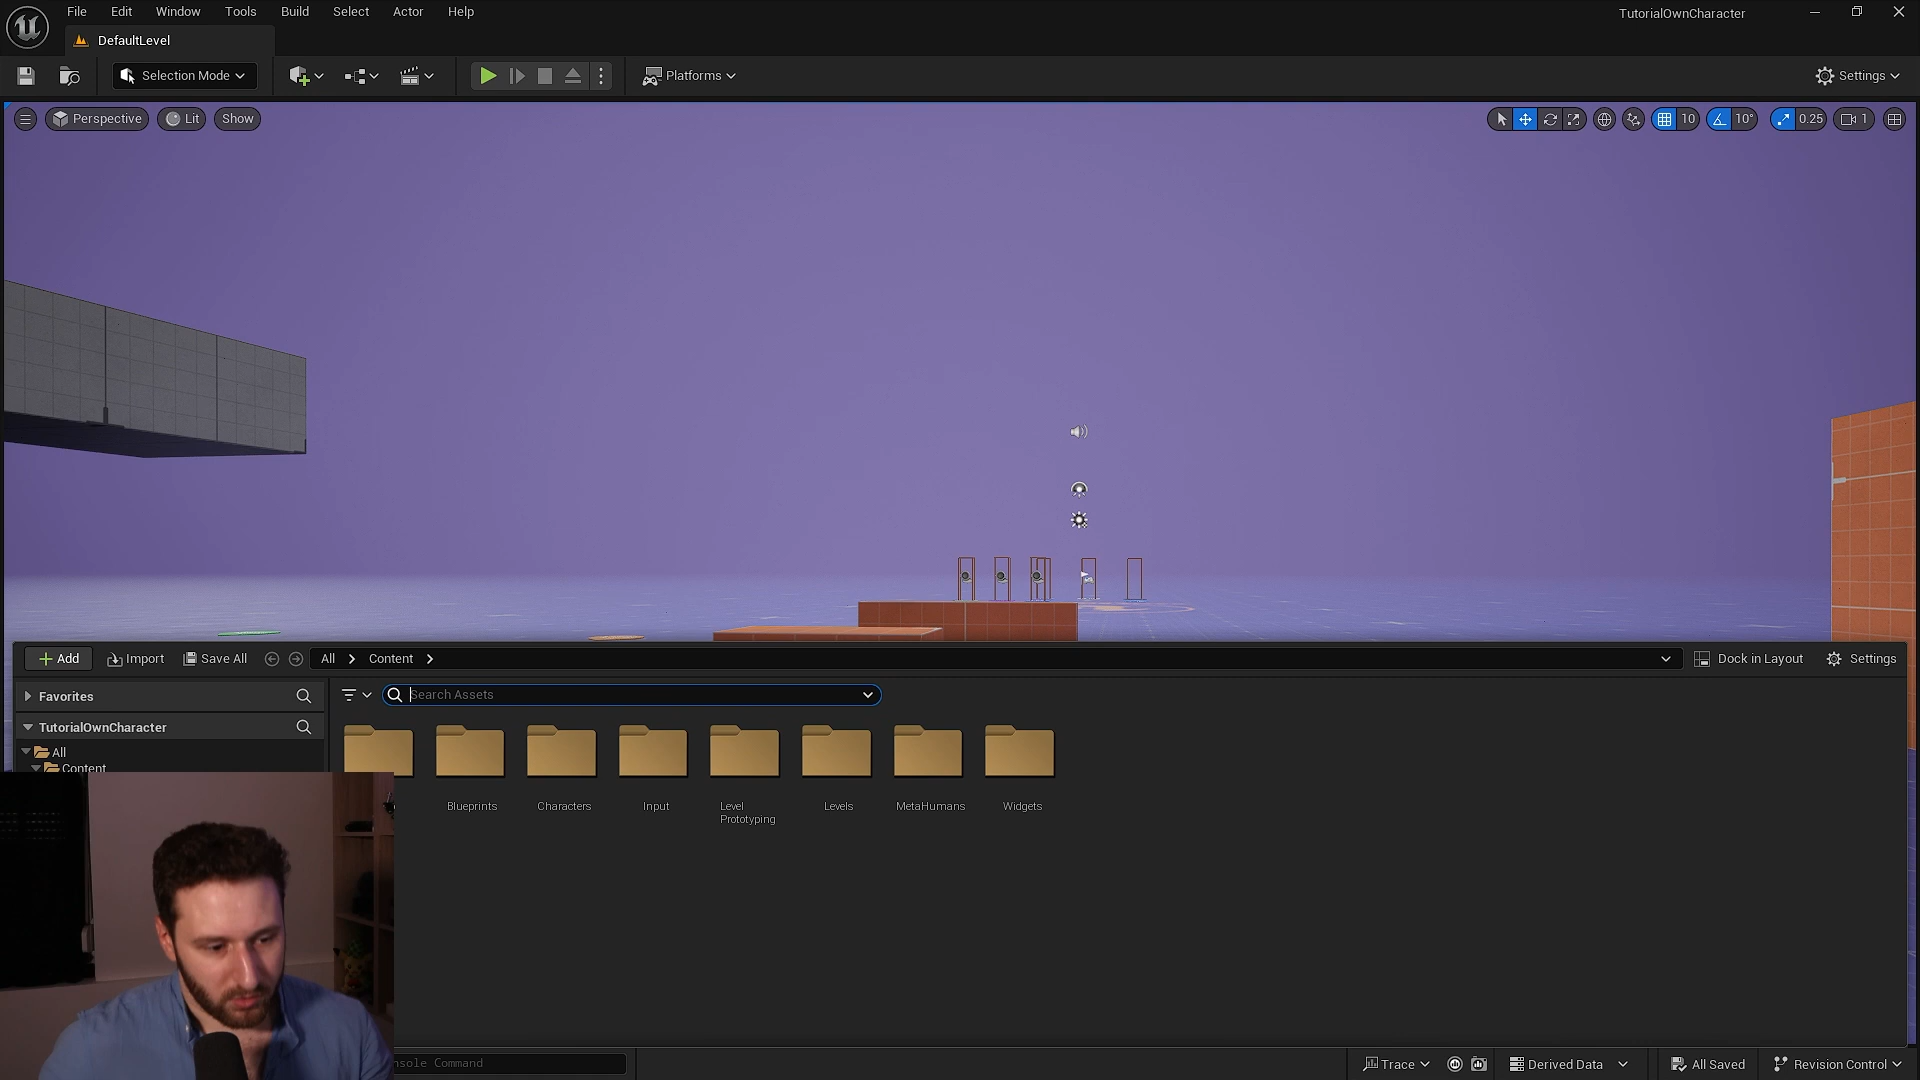 File Edit Window Tools Build Select Actor Help
TutorialOwnCharacter
DefaultLevel
Selection Mode
Platforms
Settings
Perspective
Lit
Show
10
10°
0.25
1
Add
Import
Save All
All
Content
Dock in Layout
Settings
Favorites
Search Assets
TutorialOwnCharacter
All
Content
Blueprints
Characters
Input
Level
Prototyping
Levels
MetaHumans
Widgets
nsole Command
Trace
Derived Data
All Saved
Revision Control